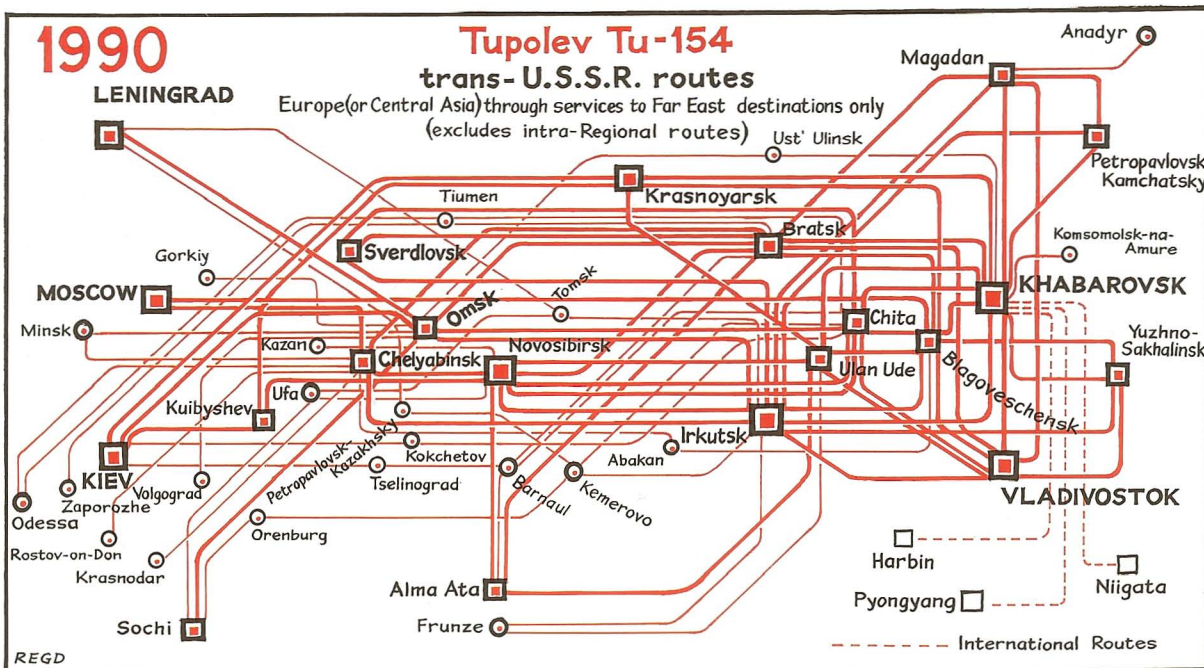 1990
Tupolev Tu-154
trans-U.S.S.R. routes
Europe(or Central Asia)through services to Far East destinations only
(excludes intra-Regional routes)
LENINGRAD
Anadyr
Magadan
Ust' Ulinsk
Petropavlovsk
Kamchatsky
Krasnoyarsk
Tiumen
Bratsk
Sverdlovsk
Komsomolsk-na-
Amure
Gorkiy
Tomsk
KHABAROVSK
MOSCOW
Omsk
Chita
Minsk
Kazan
Novosibirsk
Yuzhno-
Sakhalinsk
Chelyabinsk
Ulan Ude
Blagoveschensk
Ufa
Kuibyshev
Petropavlovsk-
Kazakhsky
Irkutsk
Kokchetov
Abakan
KIEV
Volgograd
Tselinograd
Barnaul
Kemerovo
VLADIVOSTOK
Zaporozhe
Odessa
Orenburg
Rostov-on-Don
Krasnodar
Harbin
Niigata
Alma Ata
Pyongyang
Sochi
Frunze
International Routes
REGD